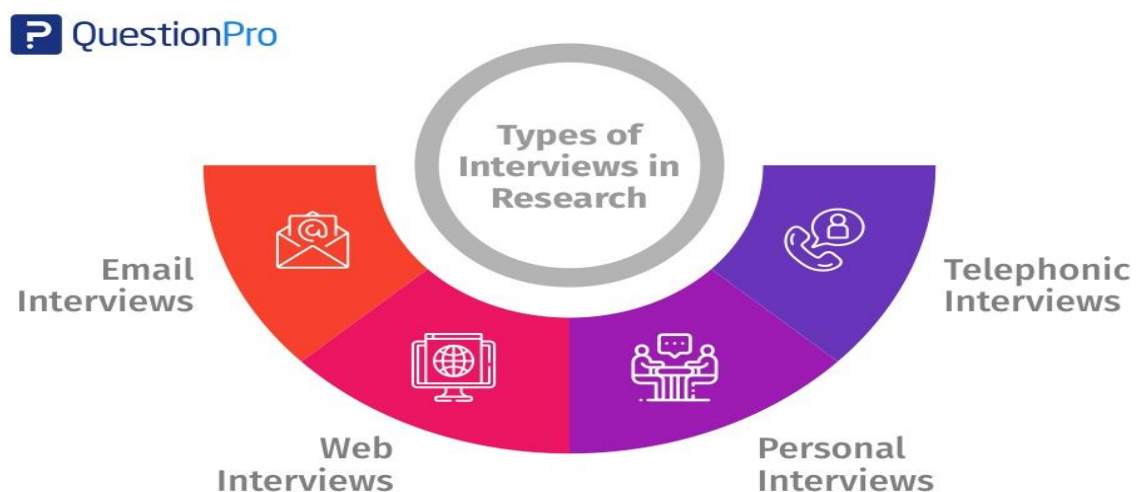 QuestionPro
Types of
Interviews in
Research
Email
Interviews
Web
Interviews
Personal
Interviews
Telephonic
Interviews